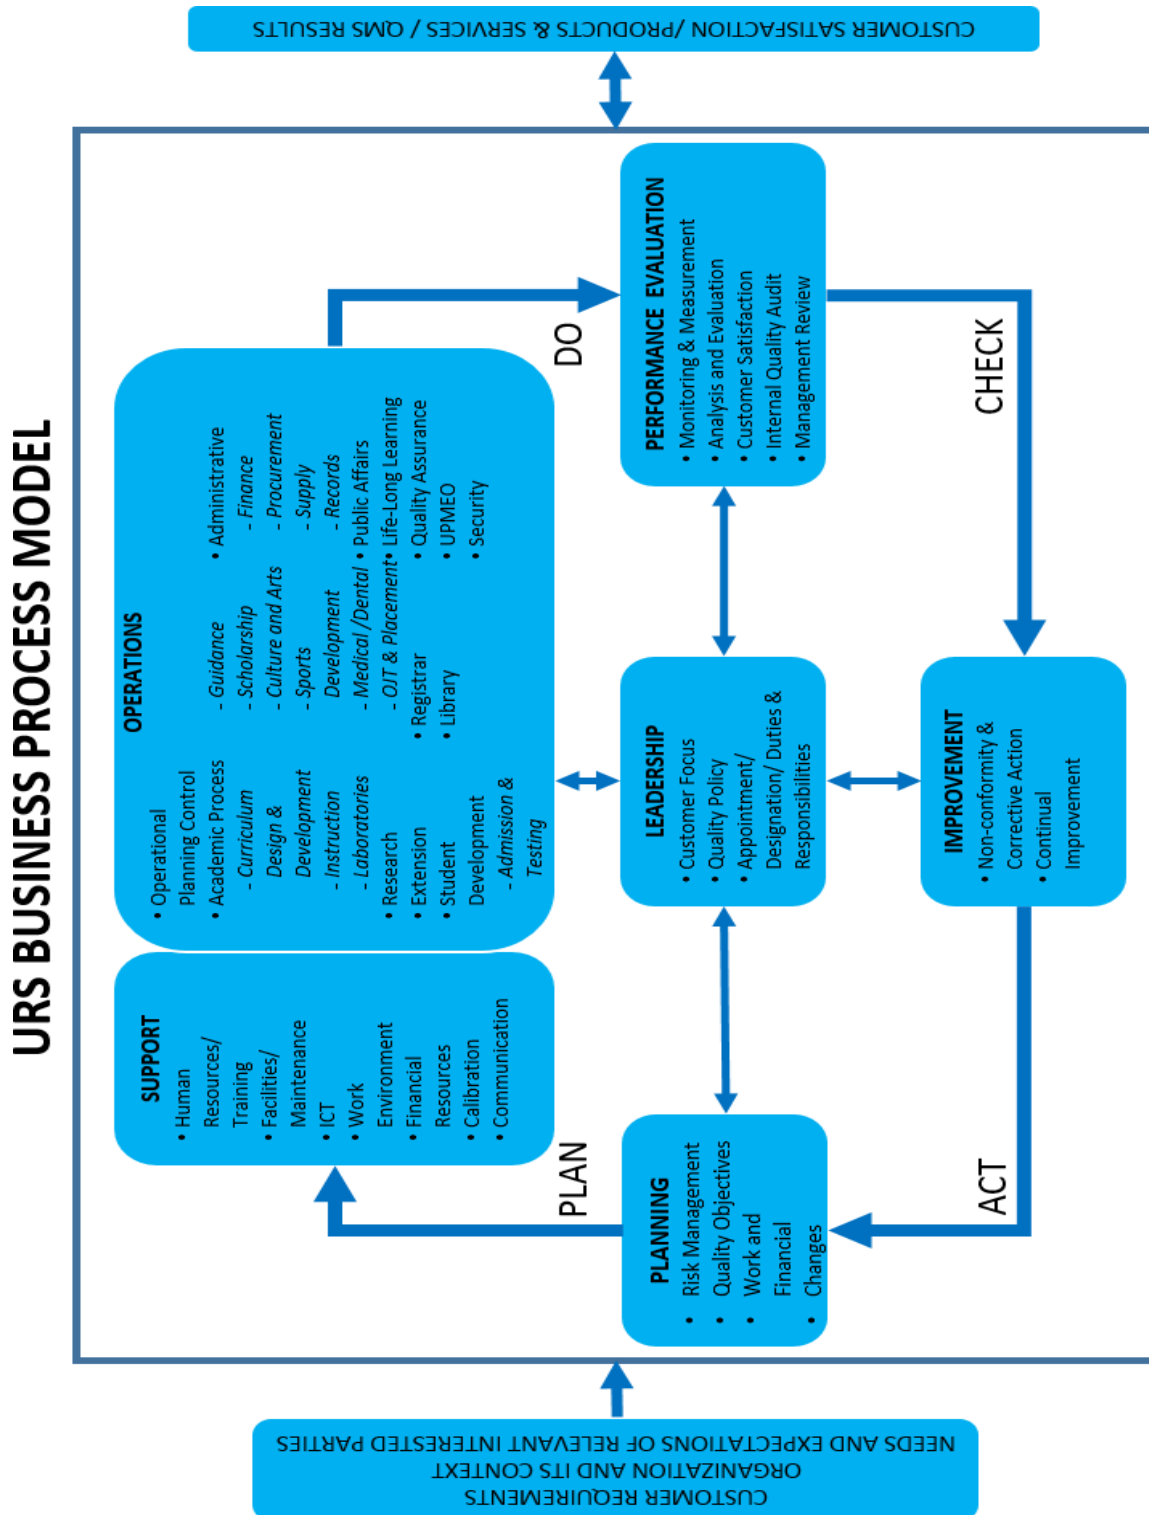 URS BUSINESS PROCESS MODEL
CUSTOMER REQUIREMENTS
ORGANIZATION AND ITS CONTEXT
NEEDS AND EXPECTATIONS OF RELEVANT INTERESTED PARTIES
SUPPORT
• Human
Resources/
Training
• Facilities/
Maintenance
• ICT
• Work
Environment
• Financial
Resources
• Calibration
• Communication
OPERATIONS
• Operational
Planning Control
• Academic Process
- Curriculum
Design &
Development
- Instruction
- Laboratories
• Research
• Extension
• Student
Development
- Admission &
Testing
- Guidance
- Scholarship
- Culture and Arts
- Sports
Development
- Medical /Dental
- OJT & Placement
• Registrar
• Library
• Administrative
- Finance
- Procurement
- Supply
- Records
• Public Affairs
• Life-Long Learning
• Quality Assurance
• UPMEO
• Security
PLAN
DO
PLANNING
• Risk Management
• Quality Objectives
• Work and
Financial
• Changes
LEADERSHIP
• Customer Focus
• Quality Policy
• Appointment/
Designation/ Duties &
Responsibilities
PERFORMANCE EVALUATION
• Monitoring & Measurement
• Analysis and Evaluation
• Customer Satisfaction
• Internal Quality Audit
• Management Review
ACT
CHECK
IMPROVEMENT
• Non-conformity &
Corrective Action
• Continual
Improvement
CUSTOMER SATISFACTION /PRODUCTS & SERVICES / QMS RESULTS